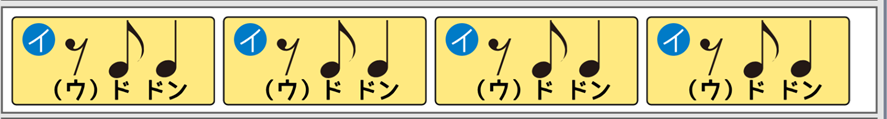 イ イ イ イ
(ウ) ド ドン (ウ) ド ドン (ウ) ド ドン (ウ) ド ドン